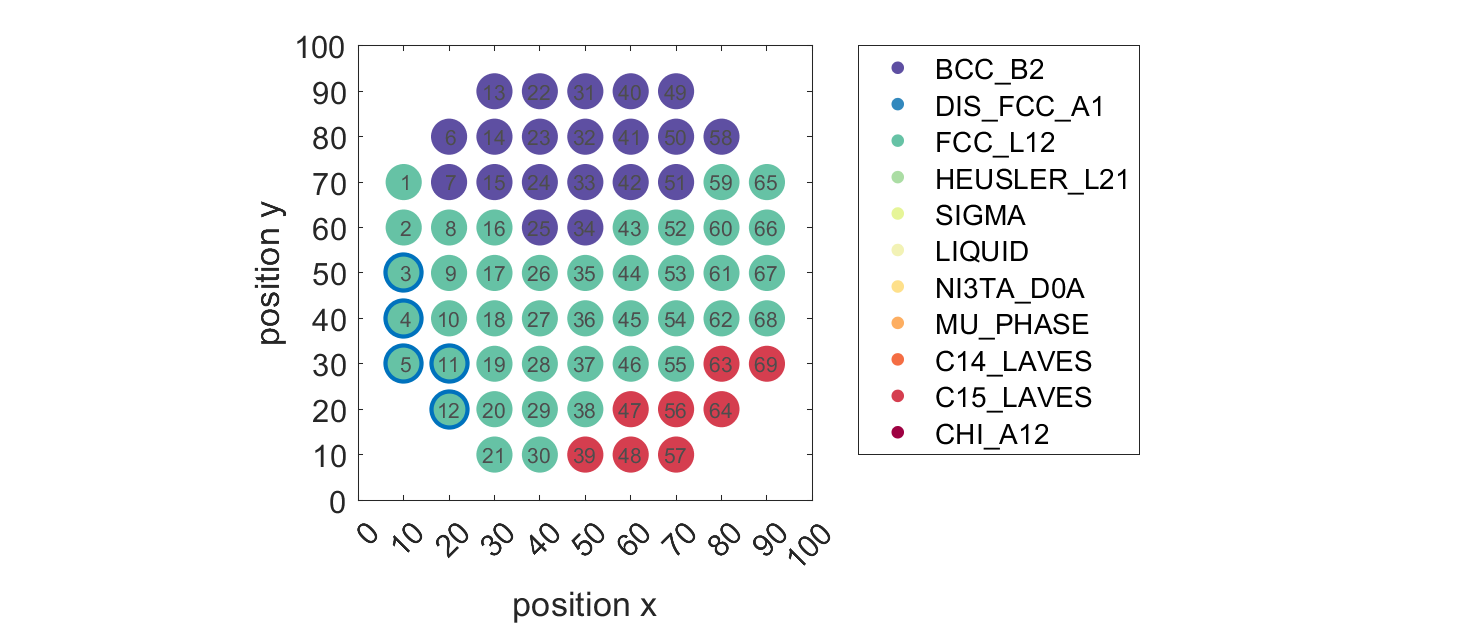 100
90
80
70
60
50
40
30
20
10
0
position y
13 22 31 40 49
6 14 23 32 41 50 58
1 7 15 24 33 42 51 59 65
2 8 16 25 34 43 52 60 66
3 9 17 26 35 44 53 61 67
4 10 18 27 36 45 54 62 68
5 11 19 28 37 46 55 63 69
12 20 29 38 47 56 64
21 30 39 48 57
0 10 20 30 40 50 60 70 80 90 100
position x
BCC_B2
DIS_FCC_A1
FCC_L12
HEUSLER_L21
SIGMA
LIQUID
NI3TA_D0A
MU_PHASE
C14_LAVES
C15_LAVES
CHI_A12